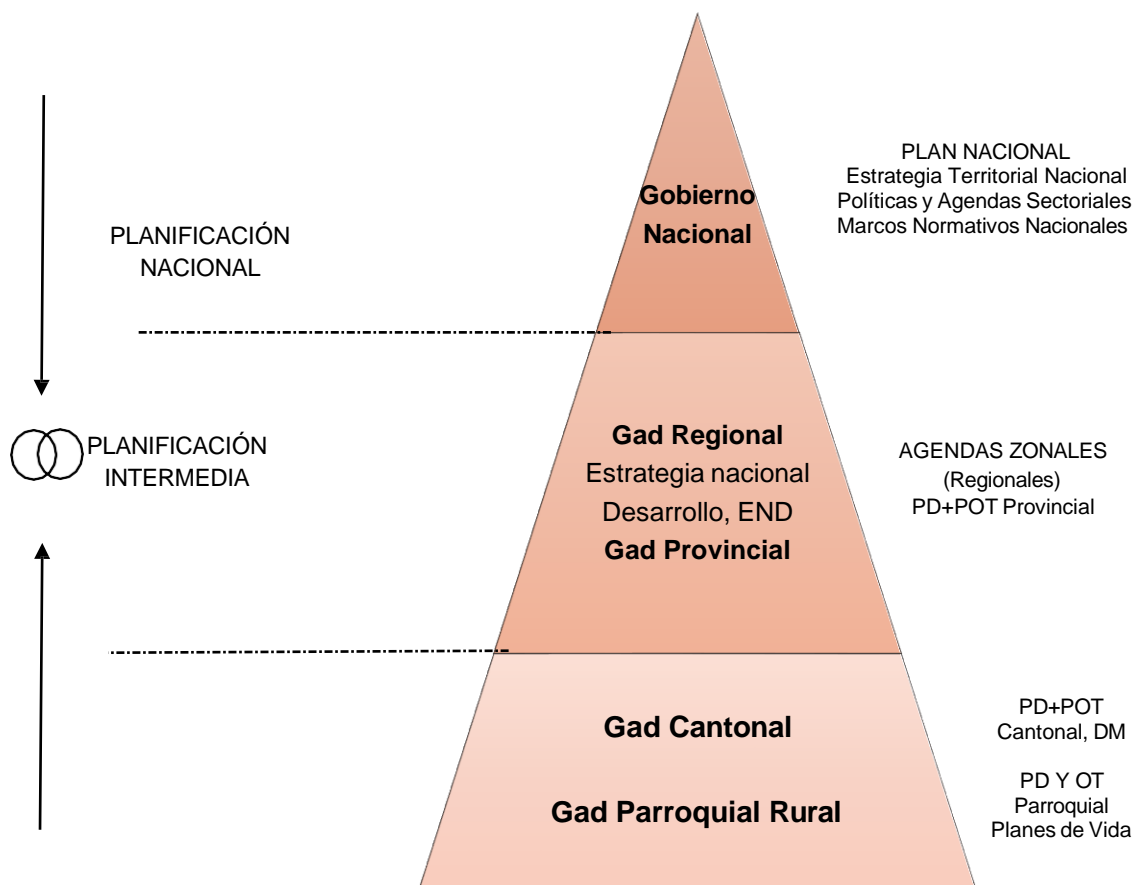 PLANIFICACIÓN
NACIONAL
Gobierno
Nacional
PLAN NACIONAL
Estrategia Territorial Nacional
Políticas y Agendas Sectoriales
Marcos Normativos Nacionales
PLANIFICACIÓN
INTERMEDIA
Gad Regional
Estrategia nacional
Desarrollo, END
Gad Provincial
AGENDAS ZONALES
(Regionales)
PD+POT Provincial
Gad Cantonal
Gad Parroquial Rural
PD+POT
Cantonal, DM
PD Y OT
Parroquial
Planes de Vida